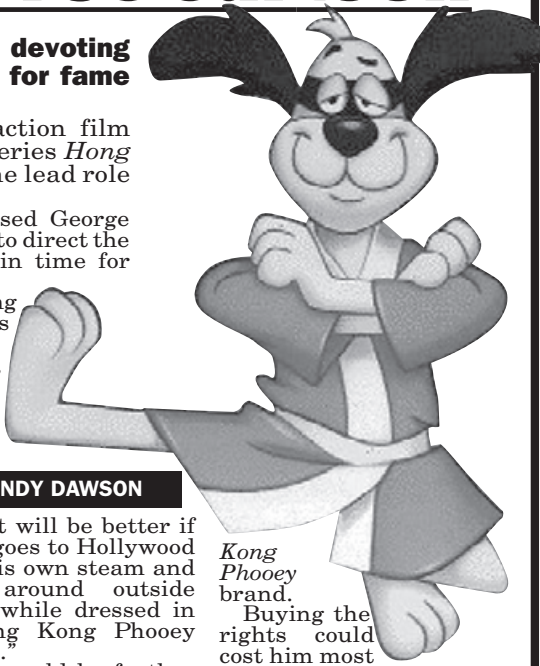 devoting
for fame
action film
eries Hong
ne lead role
sed George
to direct the
in time for
ng
s
NDY DAWSON
t will be better if
goes to Hollywood
is own steam and
around outside
while dressed in
ng Kong Phooey
."
Kong
Phooey
brand.
Buying the
rights could
cost him most